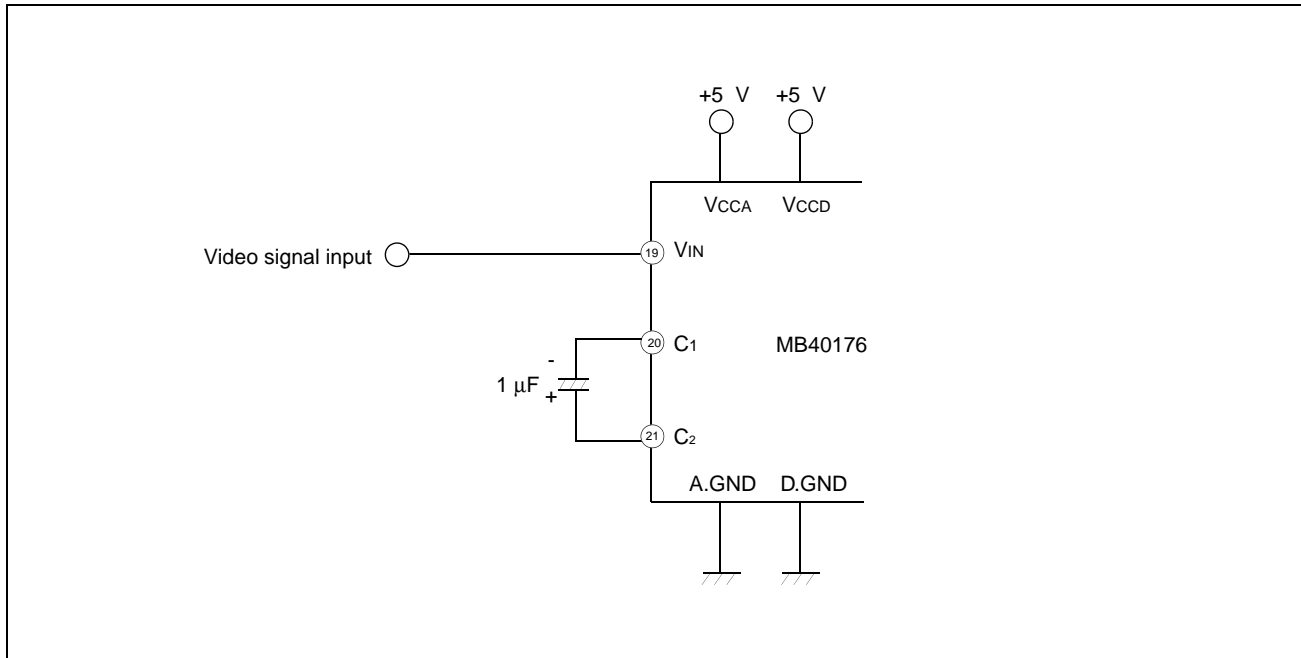 +5 V +5 V
VCCA VCCD
Video signal input 19 VIN
20 C1 MB40176
-
1 μF
+
21 C2
A.GND D.GND